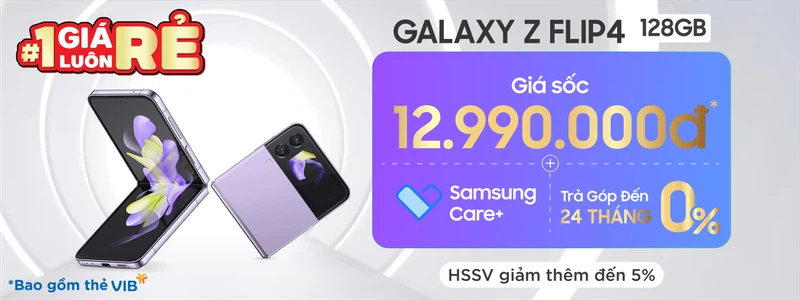 #1 GIÁ LUÔN RẺ
GALAXY Z FLIP4 128GB
Giá sốc
12.990.000đ*
+
Samsung Care+
Trả Góp Đến
24 THÁNG 0%
*Bao gồm thẻ VIB
HSSV giảm thêm đến 5%